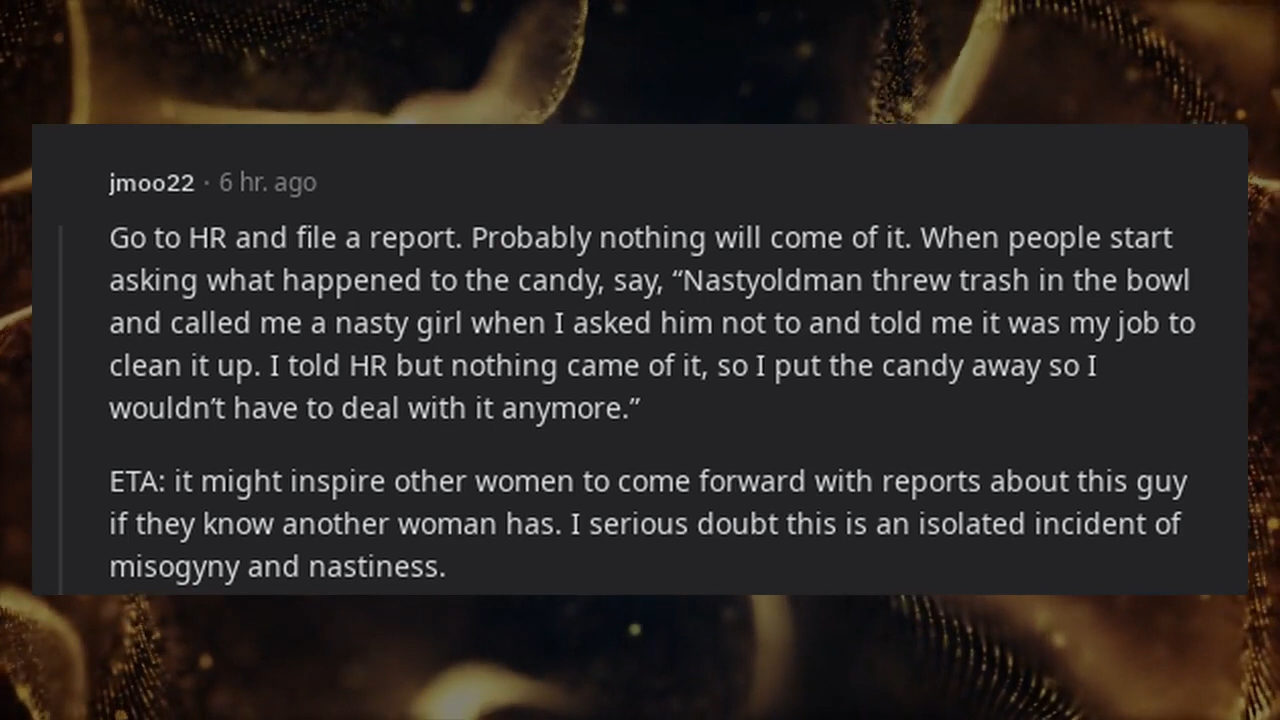 jmoo22 · 6 hr. ago
Go to HR and file a report. Probably nothing will come of it. When people start
asking what happened to the candy, say, “Nastyoldman threw trash in the bowl
and called me a nasty girl when I asked him not to and told me it was my job to
clean it up. I told HR but nothing came of it, so I put the candy away so I
wouldn’t have to deal with it anymore.”
ETA: it might inspire other women to come forward with reports about this guy
if they know another woman has. I serious doubt this is an isolated incident of
misogyny and nastiness.